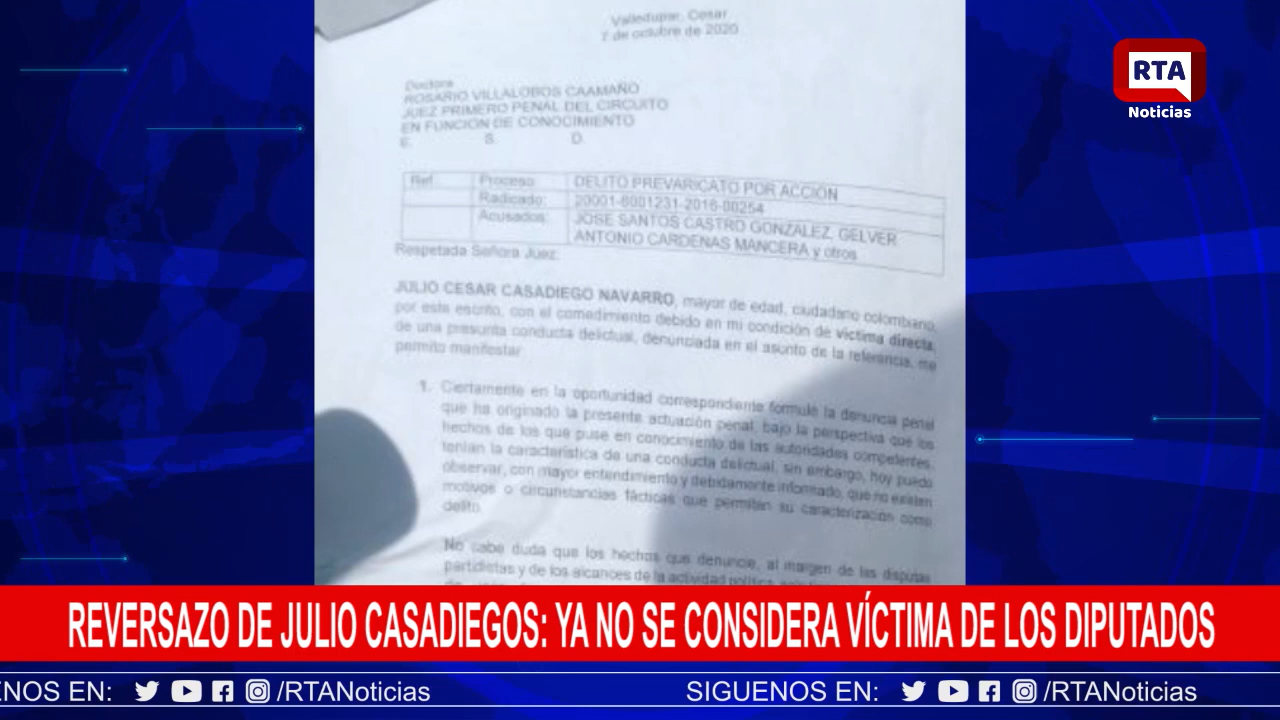 Valledupar, Cesar
7 de octubre de 2020
RTA
Noticias
Doctora
ROSARIO VILLALOBOS CAAMAÑO
JUEZ PRIMERO PENAL DEL CIRCUITO
EN FUNCION DE CONOCIMIENTO
E. S. D.
Ref: Proceso: DELITO PREVARICATO POR ACCION
Radicado: 20001-6001231-2016-00254
Acusados: JOSE SANTOS CASTRO GONZALEZ, GELVER
ANTONIO CARDENAS MANCERA y otros
Respetada Señora Juez:
JULIO CESAR CASADIEGO NAVARRO, mayor de edad, ciudadano colombiano,
por este escrito, con el comedimiento debido en mi condición de víctima directa,
de una presunta conducta delictual, denunciada en el asunto de la referencia, me
permito manifestar:
1. Ciertamente en la oportunidad correspondiente formulé la denuncia penal
que ha originado la presente actuación penal, bajo la perspectiva que los
hechos de los que puse en conocimiento de las autoridades competentes,
tenían la característica de una conducta delictual, sin embargo, hoy puedo
observar, con mayor entendimiento y debidamente informado, que no existen
motivos o circunstancias fácticas que permitan su caracterización como
delito.
No cabe duda que los hechos que denuncie, al margen de las disputas
partidistas y de los alcances de la actividad política
REVERSAZO DE JULIO CASADIEGOS: YA NO SE CONSIDERA VÍCTIMA DE LOS DIPUTADOS
ENOS EN: /RTANoticias SIGUENOS EN: /RTANoticias